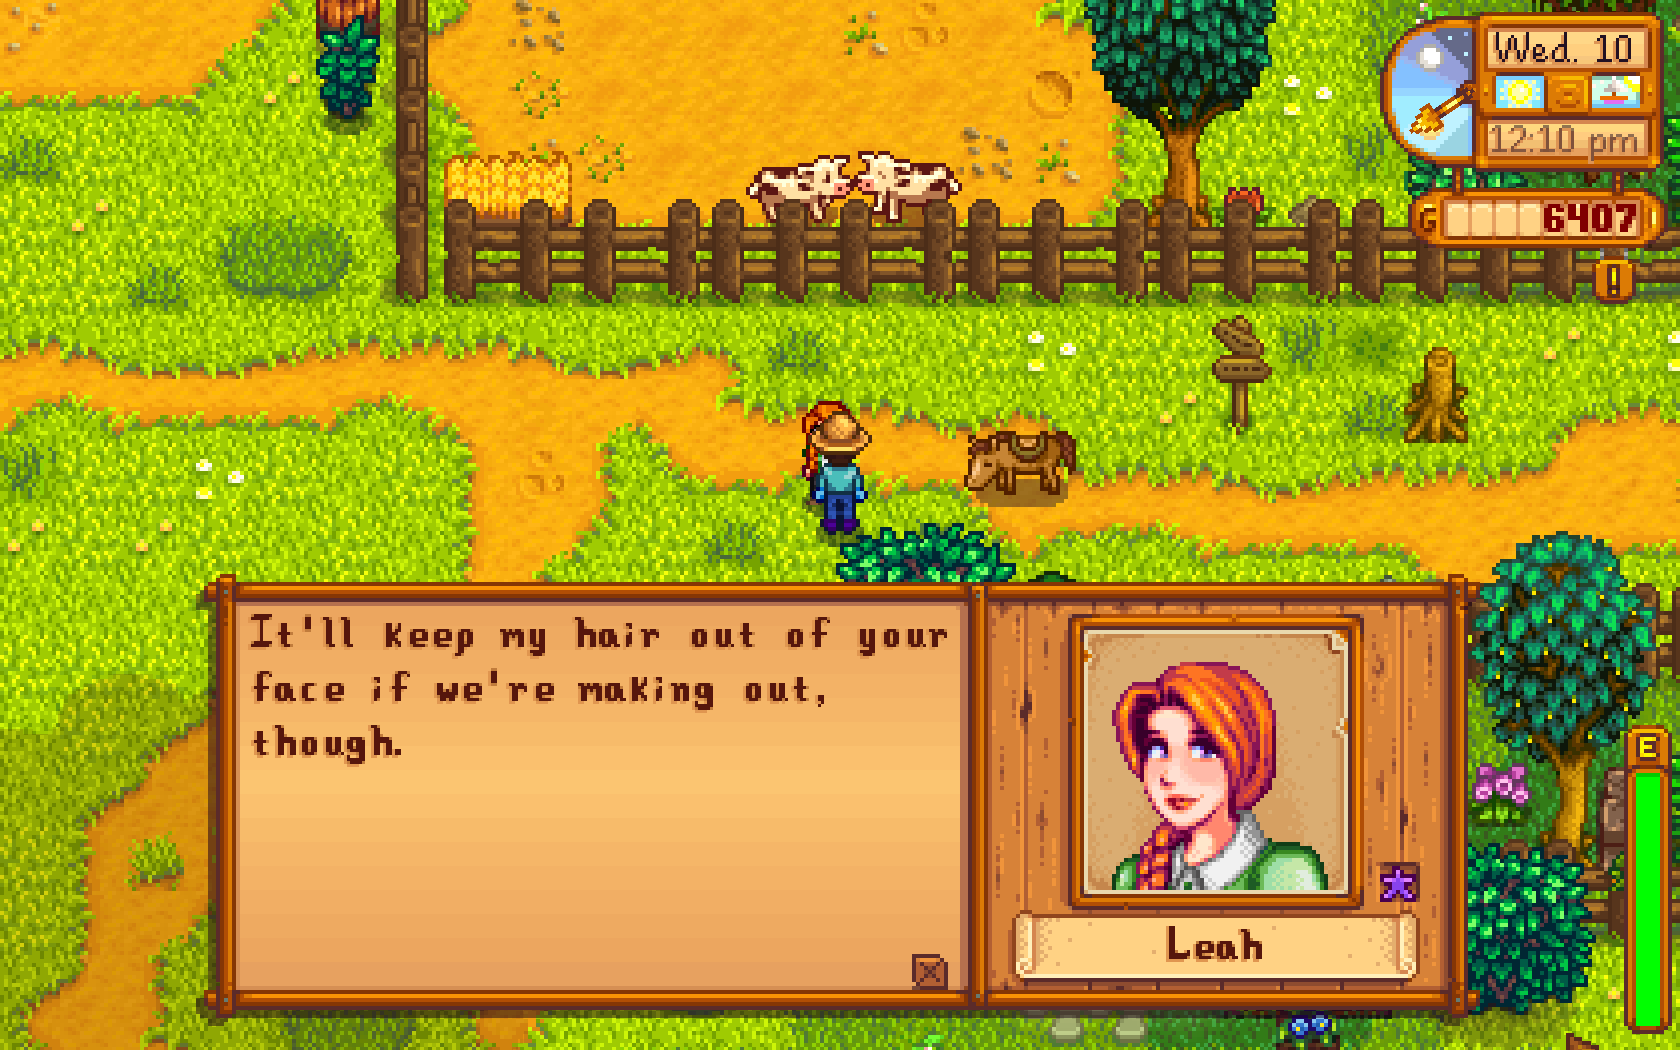 Wed. 10
12:10 pm
G 6407
!
It'll keep my hair out of your
face if we're making out,
though.
Leah
E